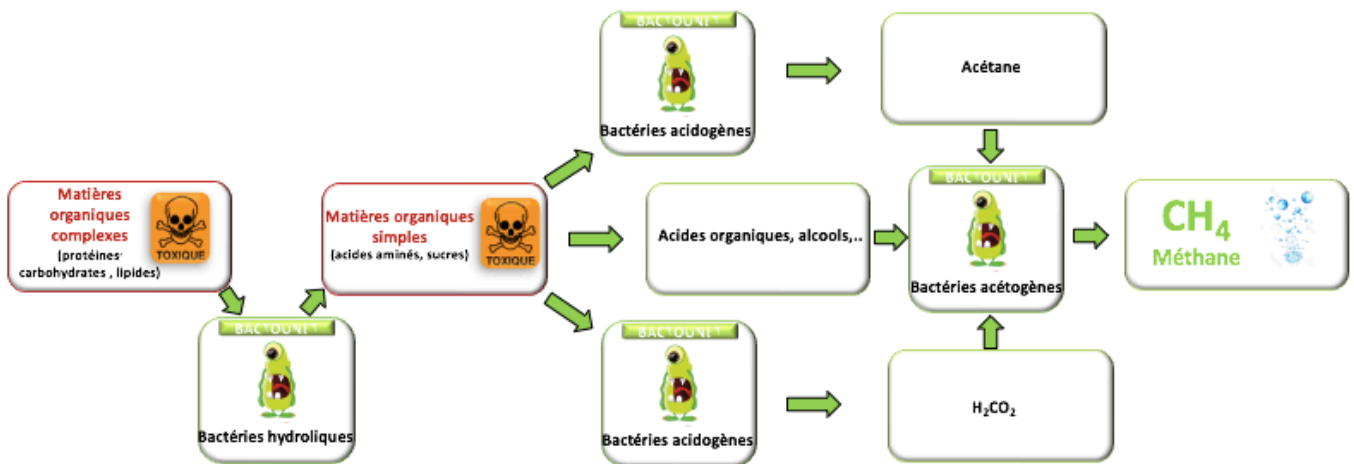 Matières
organiques
complexes
(protéines,
carbohydrates , lipides)
TOXIQUE
BACTOUNET
Bactéries hydroliques
Matières organiques
simples
(acides aminés, sucres)
TOXIQUE
BACTOUNET
Bactéries acidogènes
Acétane
Acides organiques, alcools,..
BACTOUNET
Bactéries acidogènes
H₂CO₂
BACTOUNET
Bactéries acétogènes
CH₄
Méthane